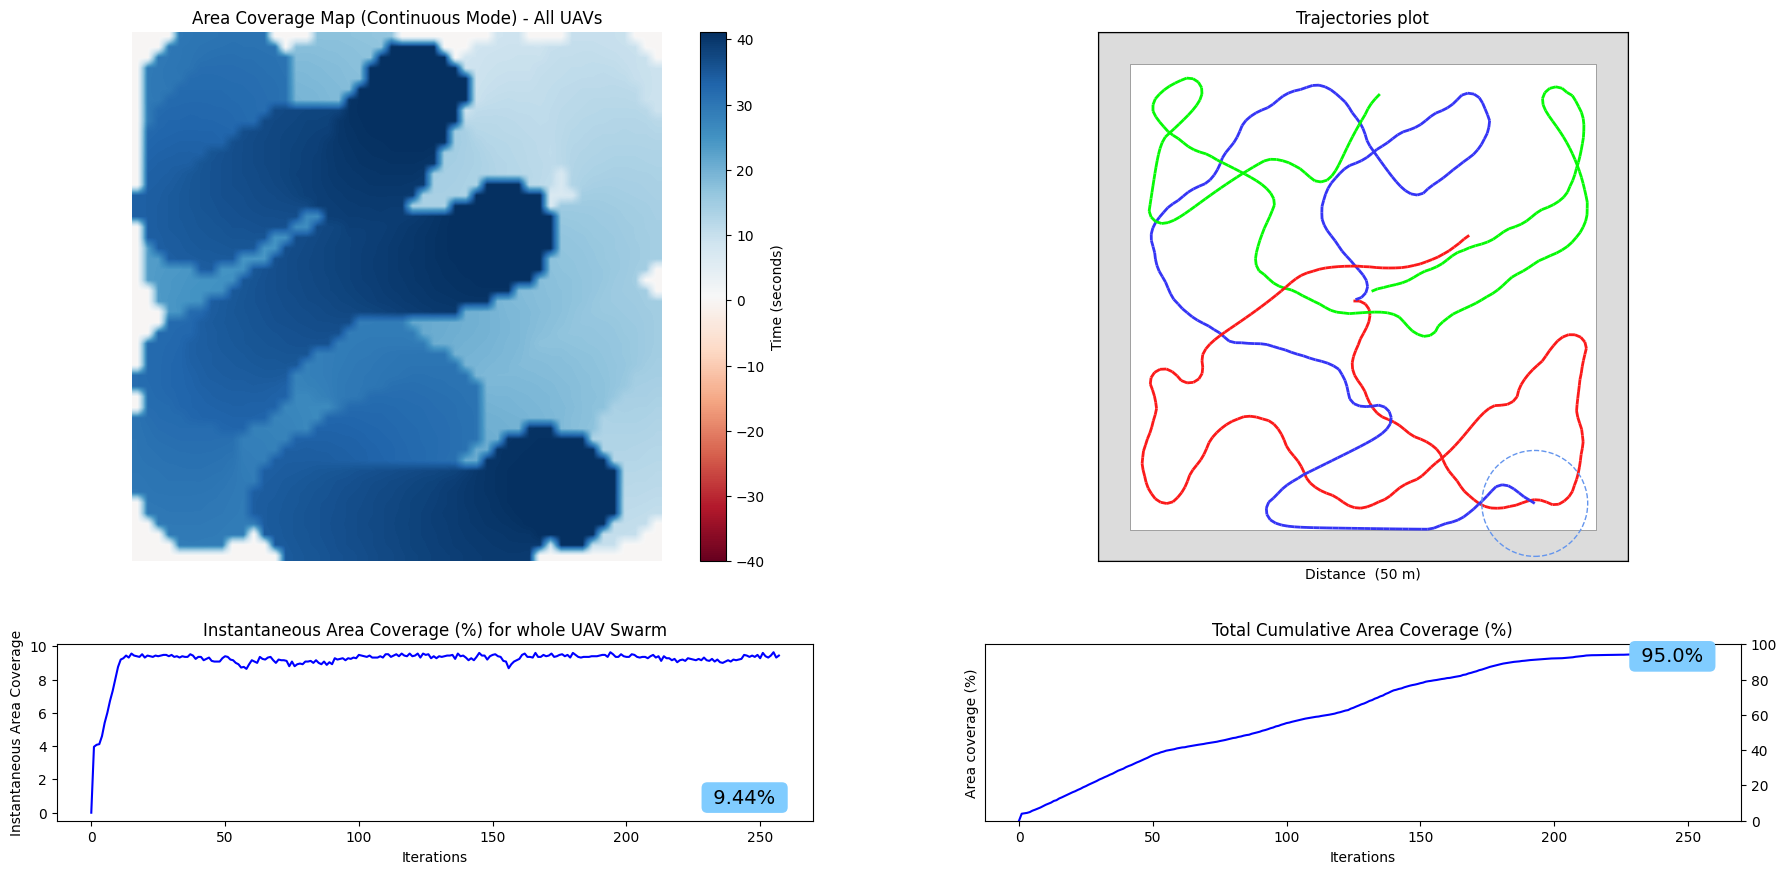 Area Coverage Map (Continuous Mode) - All UAVs
40
30
20
10
0
−10
−20
−30
−40
Time (seconds)
Trajectories plot
Distance  (50 m)
Instantaneous Area Coverage (%) for whole UAV Swarm
Instantaneous Area Coverage
10
8
6
4
2
0
9.44%
0 50 100 150 200 250
Iterations
Total Cumulative Area Coverage (%)
Area coverage (%)
95.0%
100
80
60
40
20
0
0 50 100 150 200 250
Iterations